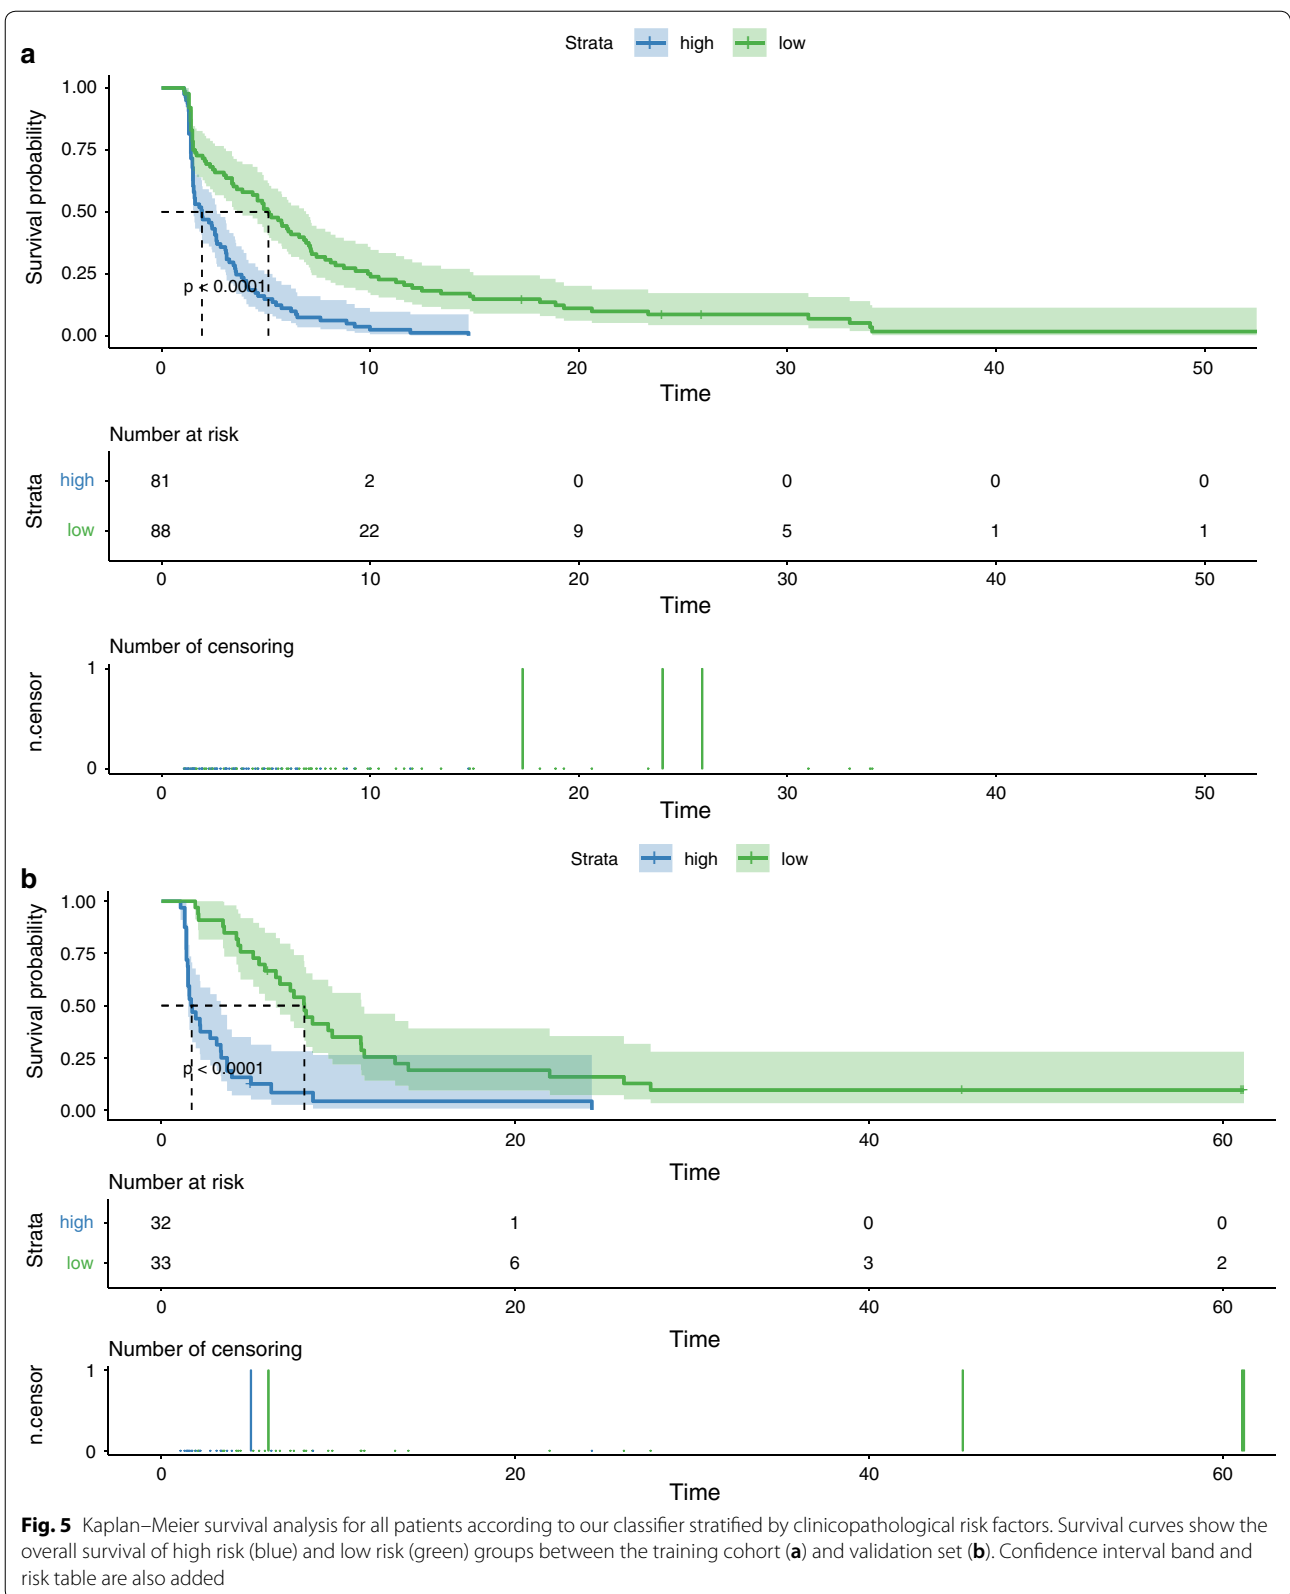 a
Strata high low
Survival probability
1.00
0.75
0.50
0.25
0.00
p < 0.0001
0 10 20 30 40 50
Time
Number at risk
Strata
high 81 2 0 0 0 0
low 88 22 9 5 1 1
0 10 20 30 40 50
Time
Number of censoring
n.censor
1
0
0 10 20 30 40 50
Time
b
Strata high low
Survival probability
1.00
0.75
0.50
0.25
0.00
p < 0.0001
0 20 40 60
Time
Number at risk
Strata
high 32 1 0 0
low 33 6 3 2
0 20 40 60
Time
Number of censoring
n.censor
1
0
0 20 40 60
Time
Fig. 5 Kaplan–Meier survival analysis for all patients according to our classifier stratified by clinicopathological risk factors. Survival curves show the
overall survival of high risk (blue) and low risk (green) groups between the training cohort (a) and validation set (b). Confidence interval band and
risk table are also added